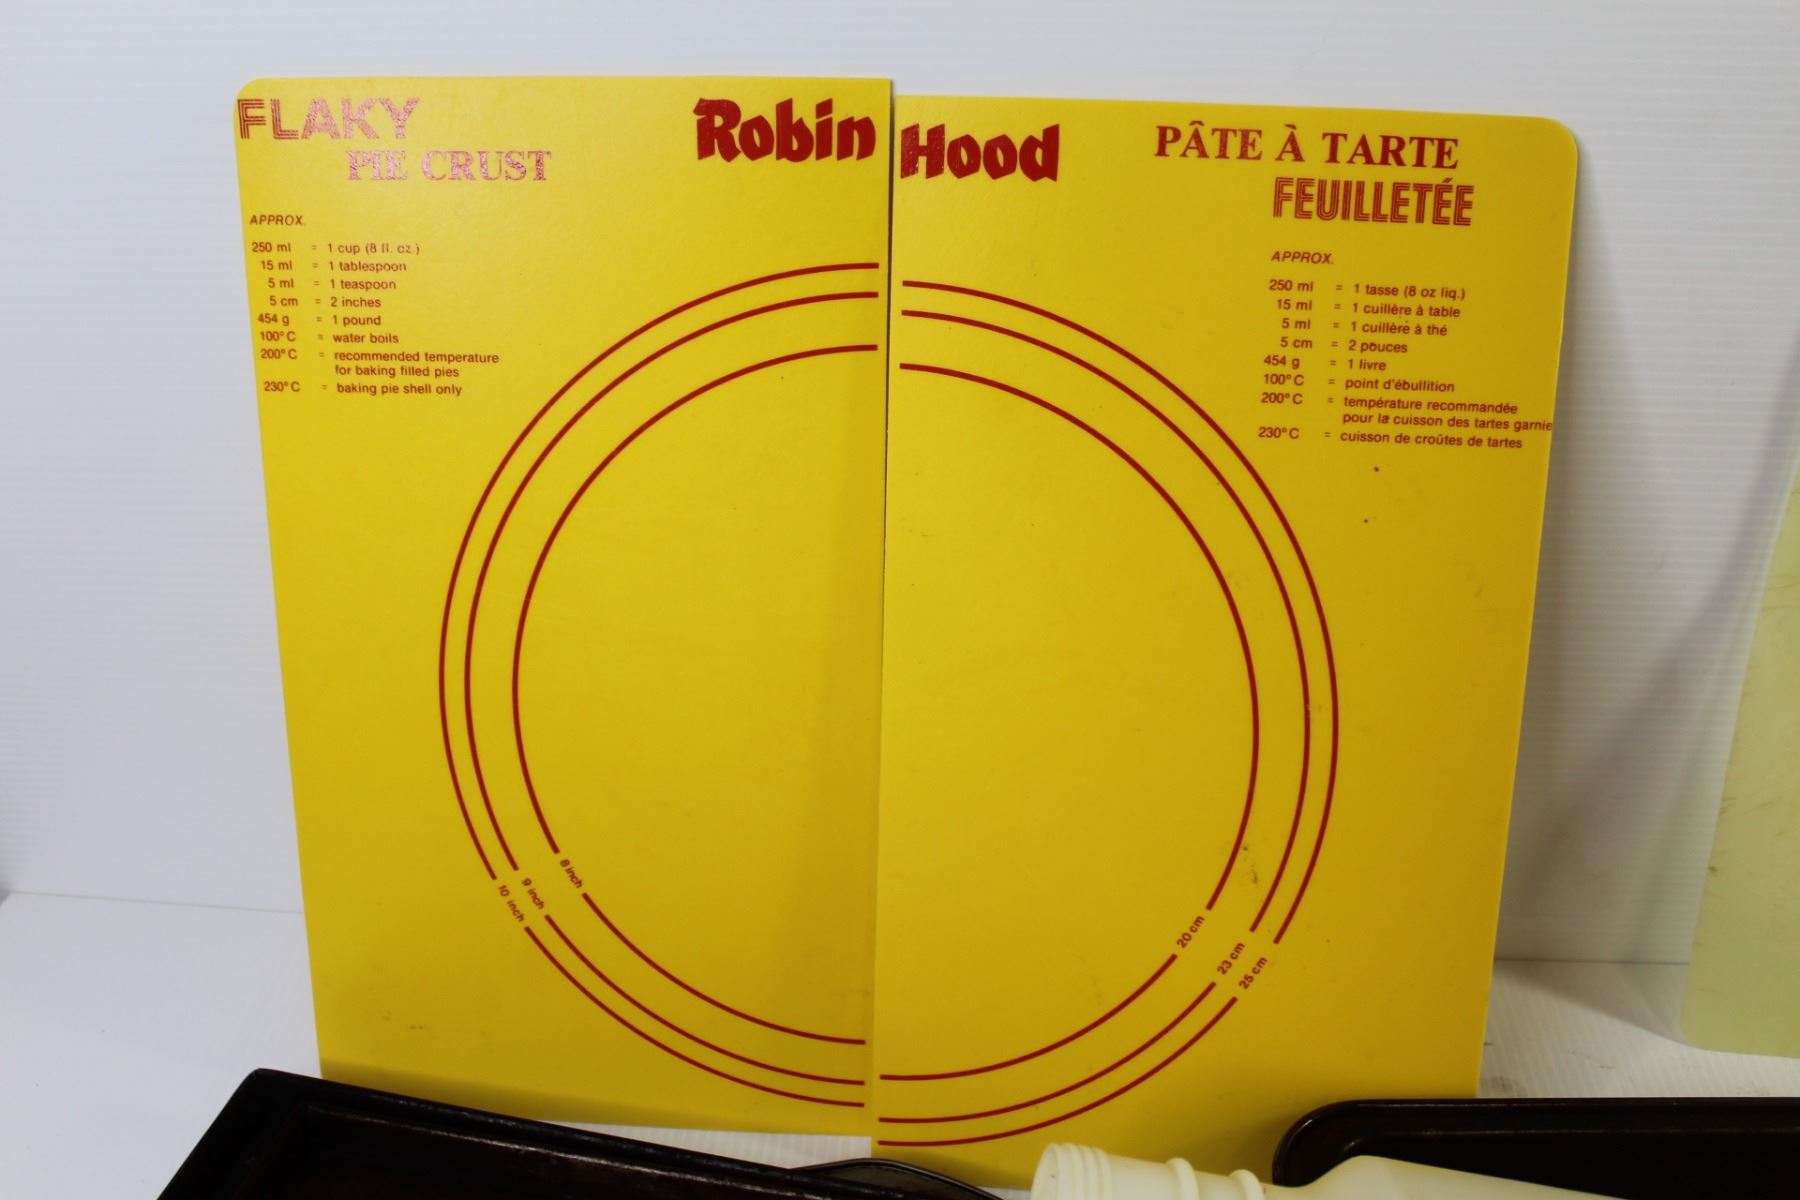 FLAKY
PIE CRUST
APPROX.
250 ml = 1 cup (8 fl. oz.)
15 ml = 1 tablespoon
5 ml = 1 teaspoon
5 cm = 2 inches
454 g = 1 pound
100°C = water boils
200°C = recommended temperature
for baking filled pies
230°C = baking pie shell only
Robin Hood
PÂTE À TARTE
FEUILLETÉE
APPROX.
250 ml = 1 tasse (8 oz liq.)
15 ml = 1 cuillère à table
5 ml = 1 cuillère à thé
5 cm = 2 pouces
454 g = 1 livre
100°C = point d'ébullition
200°C = température recommandée
pour la cuisson des tartes garnie
230°C = cuisson de croûtes de tartes
8 inch
9 inch
10 inch
20 cm
23 cm
25 cm